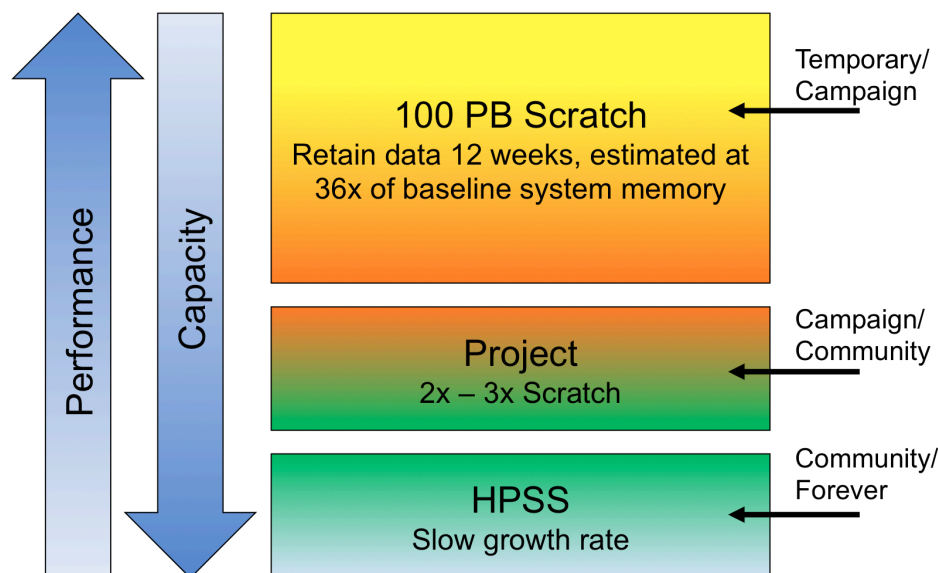 Performance
Capacity
100 PB Scratch
Retain data 12 weeks, estimated at
36x of baseline system memory
Temporary/
Campaign
Project
2x – 3x Scratch
Campaign/
Community
HPSS
Slow growth rate
Community/
Forever